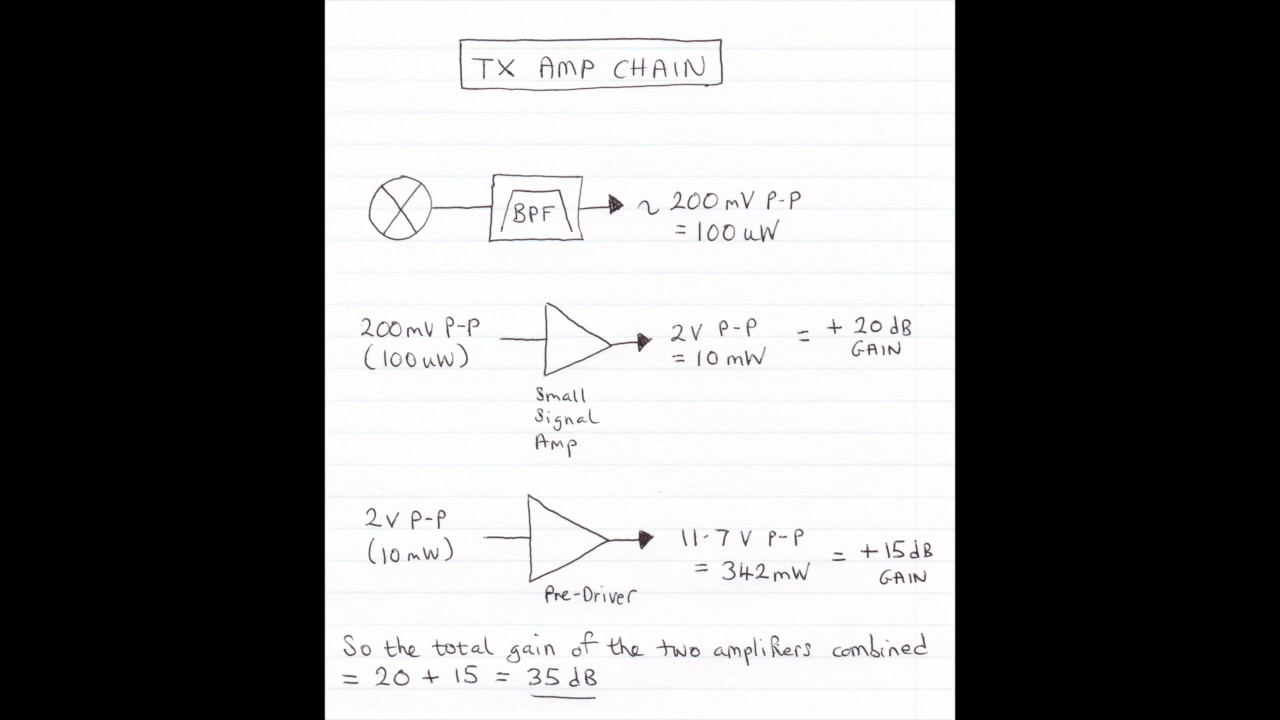 TX AMP CHAIN
BPF
~ 200mV P-P
= 100uW
200mV P-P
(100uW)
2V P-P
= 10mW
= + 20dB
GAIN
Small
Signal
Amp
2V P-P
(10mW)
11.7 V P-P
= 342mW
= +15dB
GAIN
Pre-Driver
So the total gain of the two amplifiers combined
= 20 + 15 = 35dB